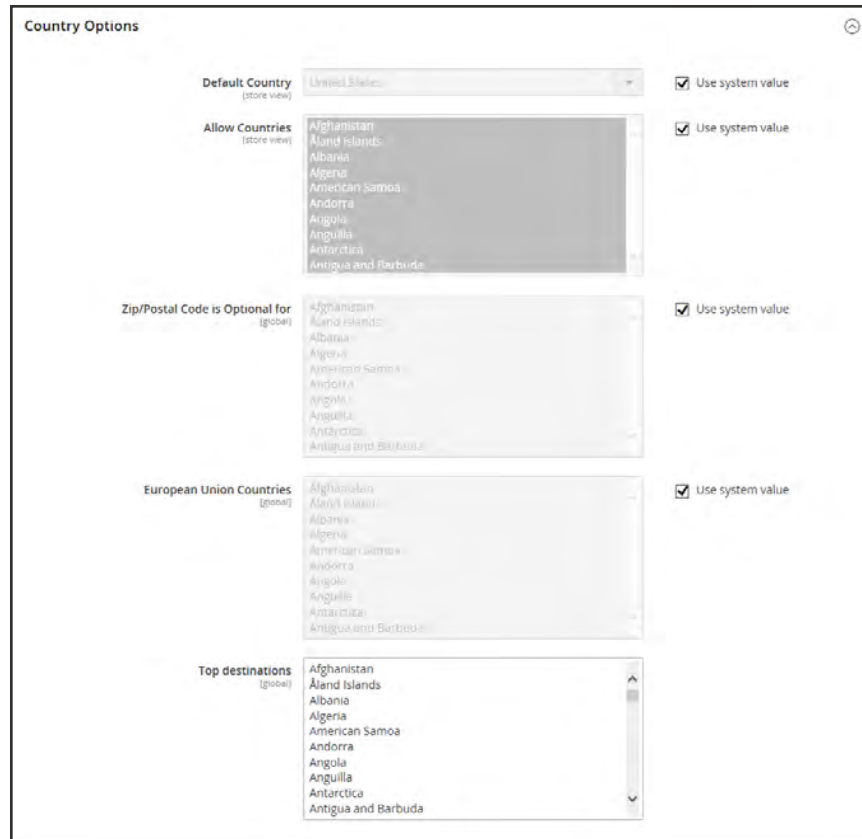 Country Options
Default Country
[store view]
United States
Use system value
Allow Countries
[store view]
Afghanistan
Åland Islands
Albania
Algeria
American Samoa
Andorra
Angola
Anguilla
Antarctica
Antigua and Barbuda
Use system value
Zip/Postal Code is Optional for
[global]
Afghanistan
Åland Islands
Albania
Algeria
American Samoa
Andorra
Angola
Anguilla
Antarctica
Antigua and Barbuda
Use system value
European Union Countries
[global]
Afghanistan
Åland Islands
Albania
Algeria
American Samoa
Andorra
Angola
Anguilla
Antarctica
Antigua and Barbuda
Use system value
Top destinations
[global]
Afghanistan
Åland Islands
Albania
Algeria
American Samoa
Andorra
Angola
Anguilla
Antarctica
Antigua and Barbuda